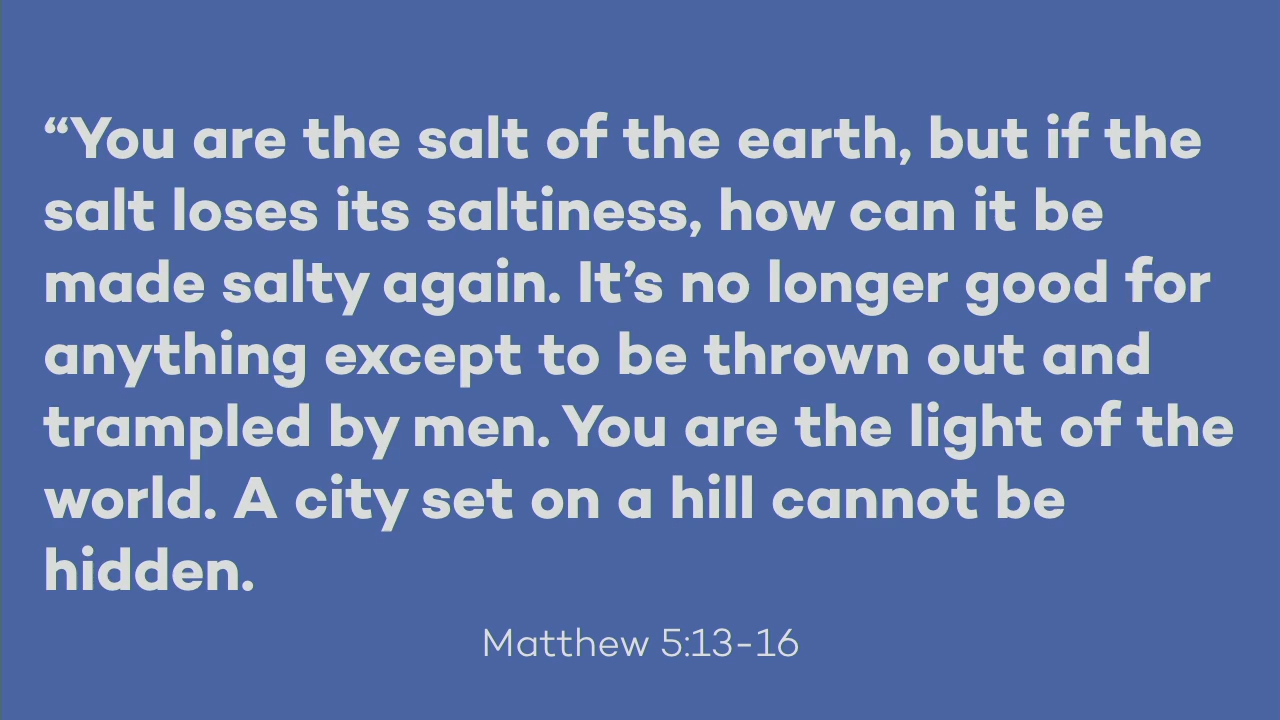 “You are the salt of the earth, but if the
salt loses its saltiness, how can it be
made salty again. It’s no longer good for
anything except to be thrown out and
trampled by men. You are the light of the
world. A city set on a hill cannot be
hidden.
Matthew 5:13-16